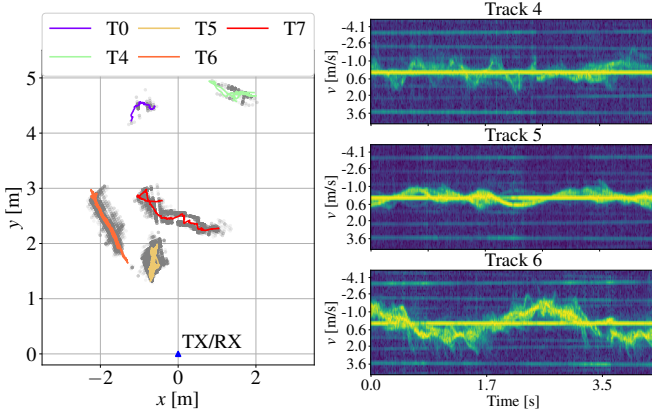 T0
T5
T7
T4
T6
5
4
3
2
1
0
y [m]
TX/RX
−2
0
2
x [m]
Track 4
-4.1
-2.6
-1.0
0.6
2.0
3.6
v [m/s]
Track 5
-4.1
-2.6
-1.0
0.6
2.0
3.6
v [m/s]
Track 6
-4.1
-2.6
-1.0
0.6
2.0
3.6
v [m/s]
0.0
1.7
3.5
Time [s]